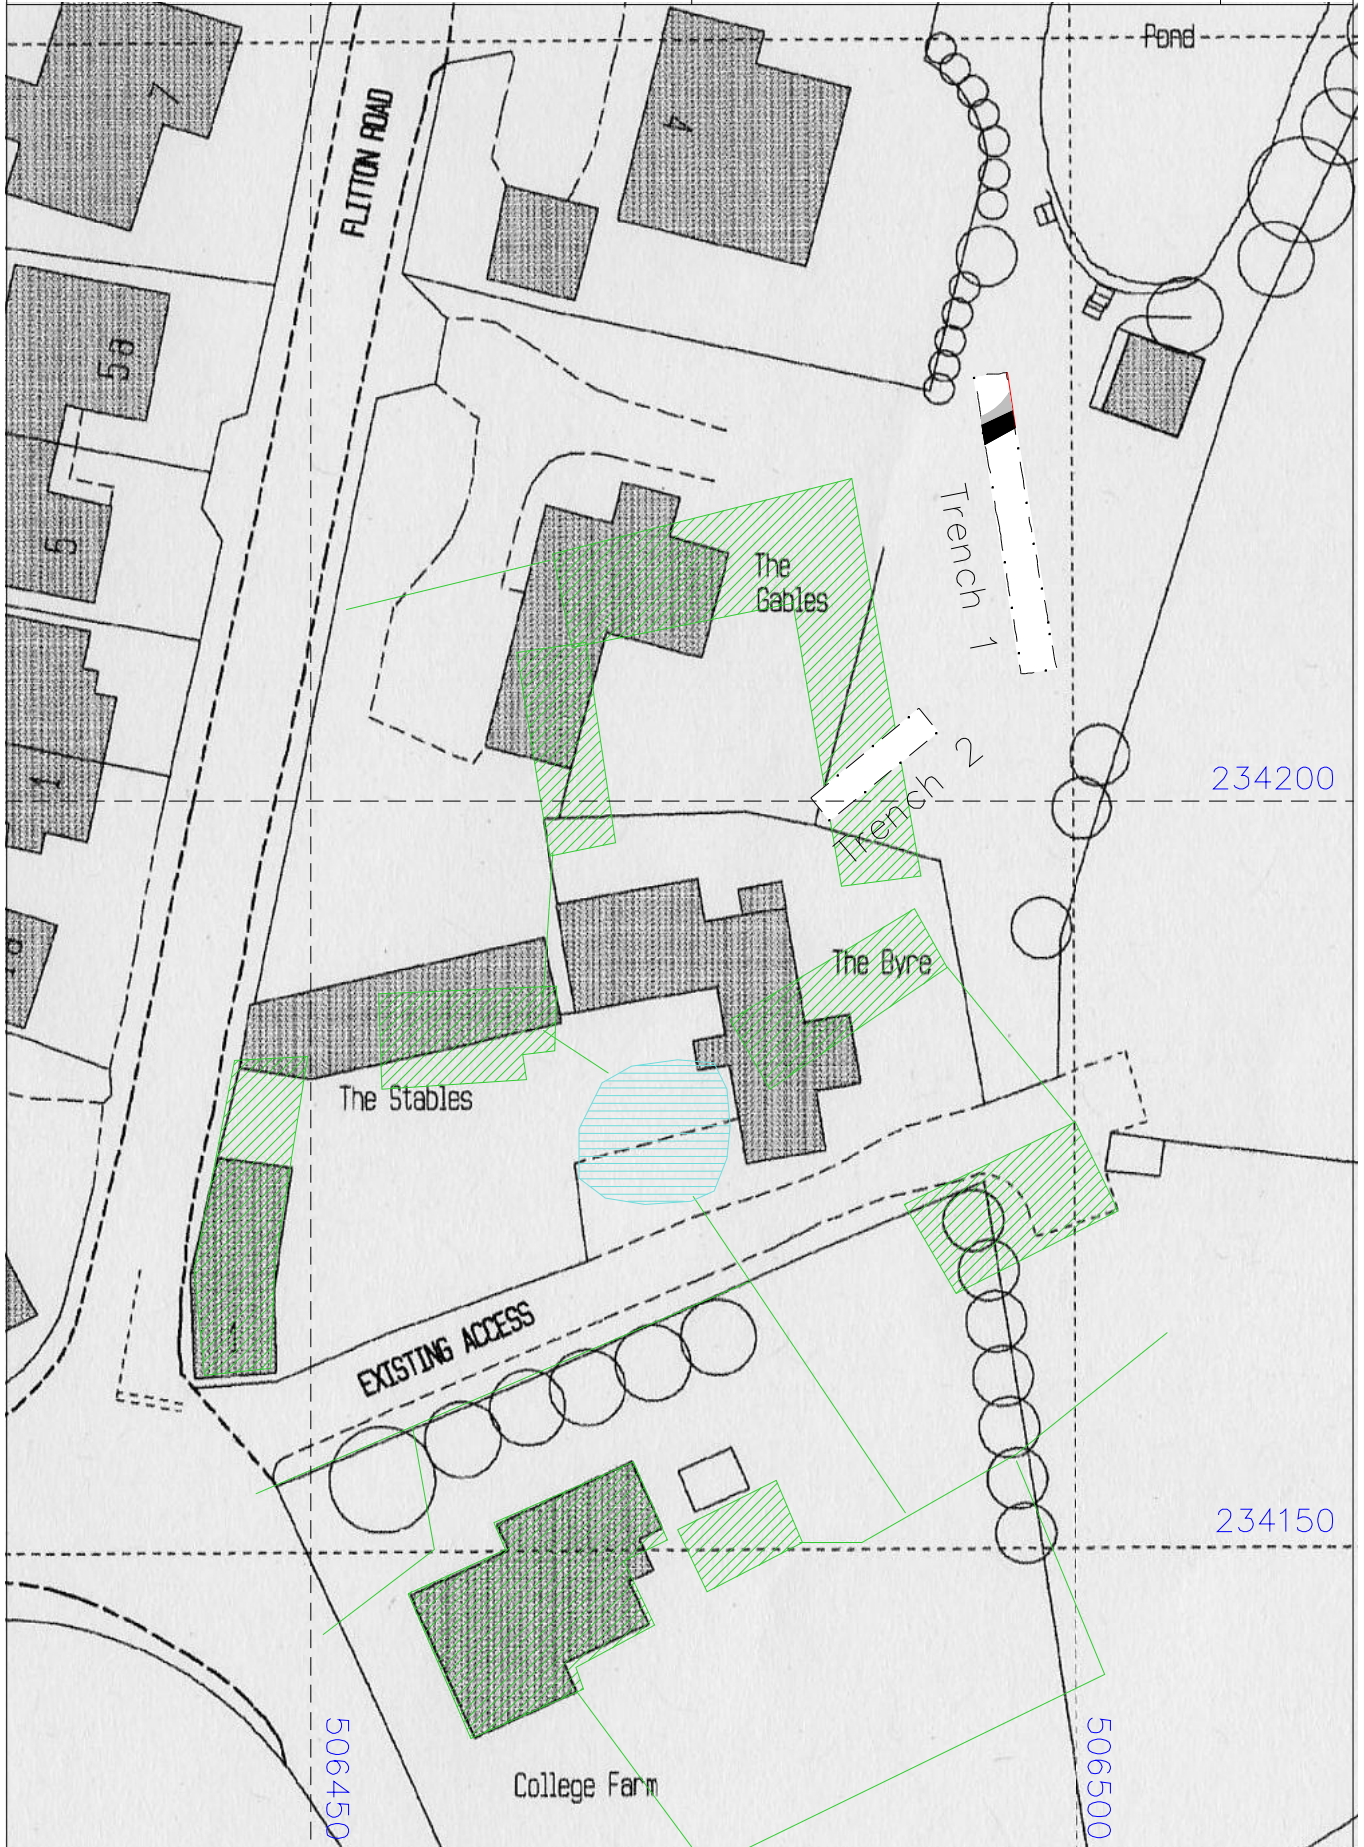 Pond
7
4
FLITTON ROAD
5a
5
Trench 1
The
Gables
1
Trench 2
234200
The Byre
The Stables
1
EXISTING ACCESS
234150
506450
506500
College Farm